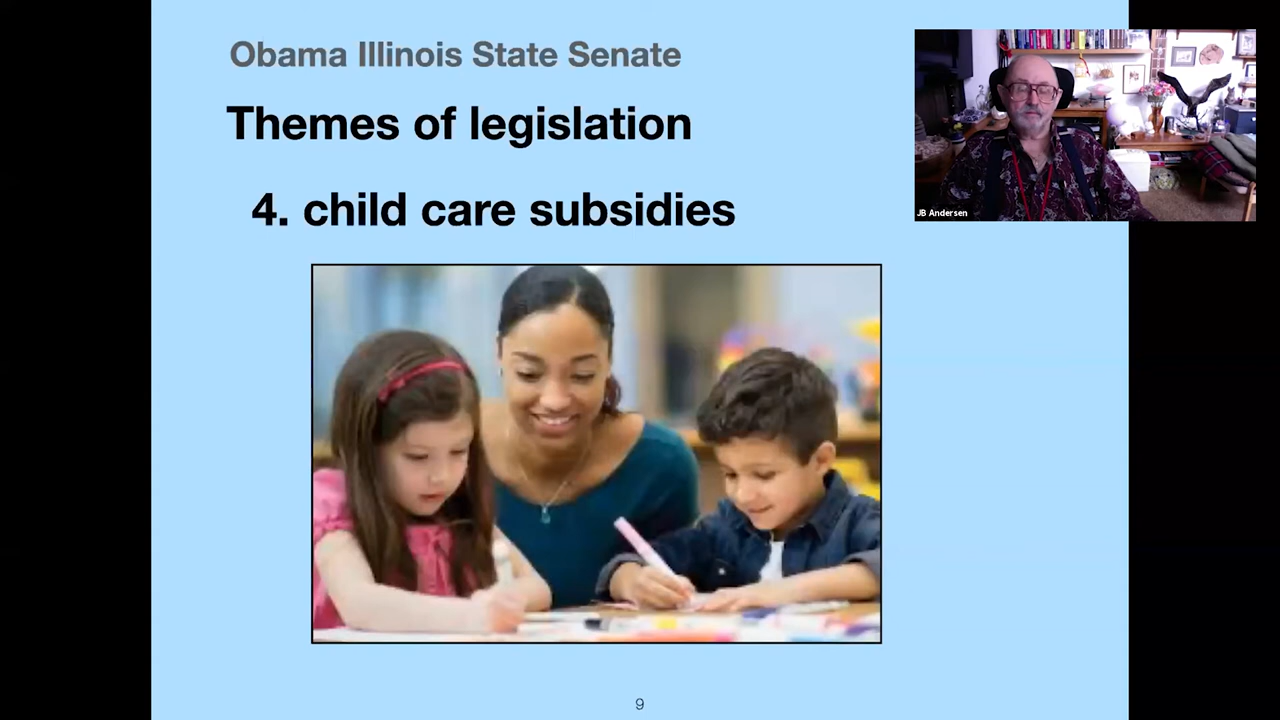 Obama Illinois State Senate
Themes of legislation
4. child care subsidies
JB Andersen
9